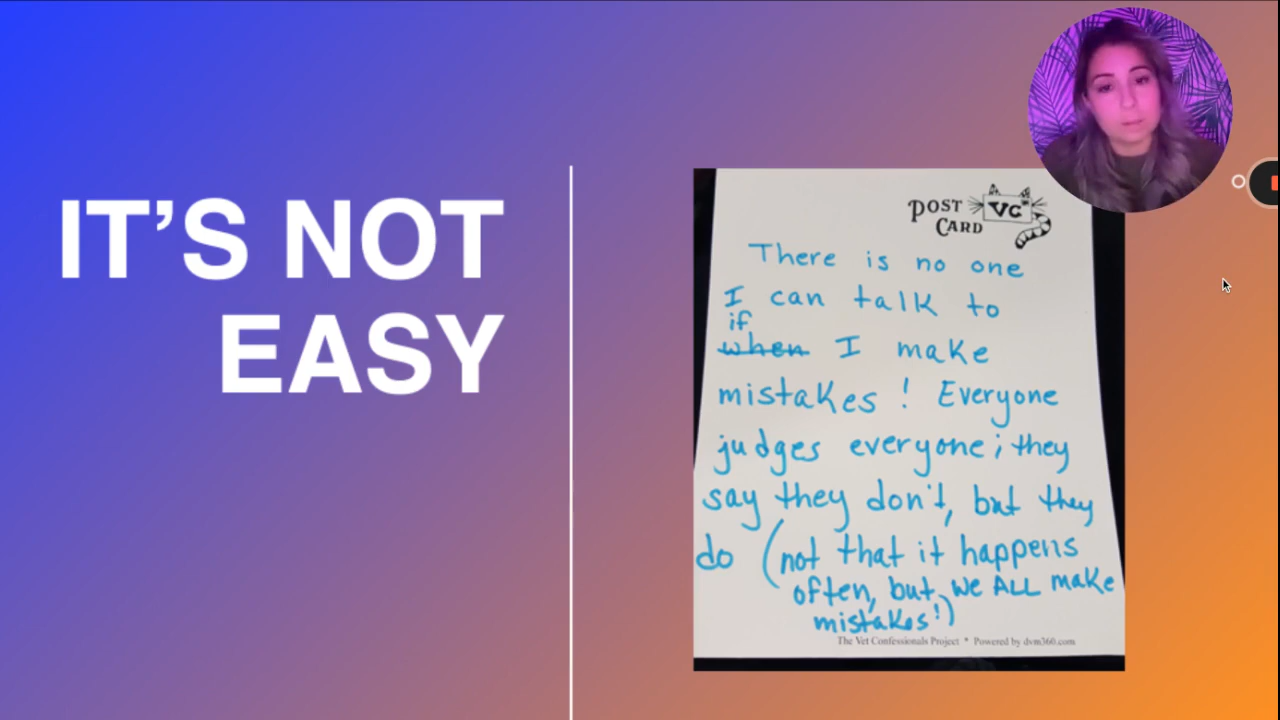 IT'S NOT
EASY
POST
CARD
VC
There is no one
I can talk to
if
when I make
mistakes! Everyone
judges everyone; they
say they don't, but they
do (not that it happens
often, but we ALL make
mistakes!)
The Vet Confessionals Project * Powered by dvm360.com